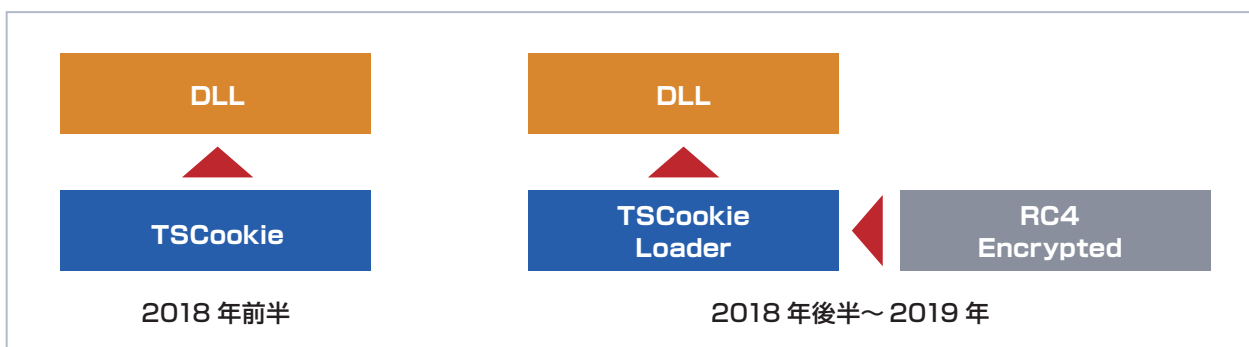 DLL
TSCookie
2018 年前半
DLL
TSCookie
Loader
RC4
Encrypted
2018 年後半～2019 年